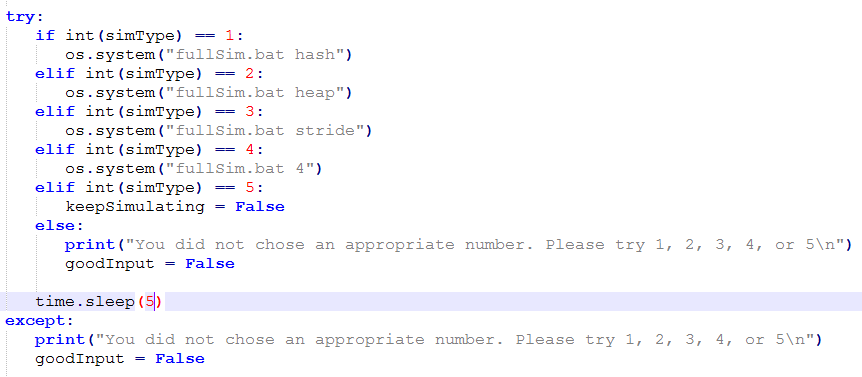 try:
if int(simType) == 1:
os.system("fullSim.bat hash")
elif int(simType) == 2:
os.system("fullSim.bat heap")
elif int(simType) == 3:
os.system("fullSim.bat stride")
elif int(simType) == 4:
os.system("fullSim.bat 4")
elif int(simType) == 5:
keepSimulating = False
else:
print("You did not chose an appropriate number. Please try 1, 2, 3, 4, or 5\n")
goodInput = False
time.sleep(5)
except:
print("You did not chose an appropriate number. Please try 1, 2, 3, 4, or 5\n")
goodInput = False